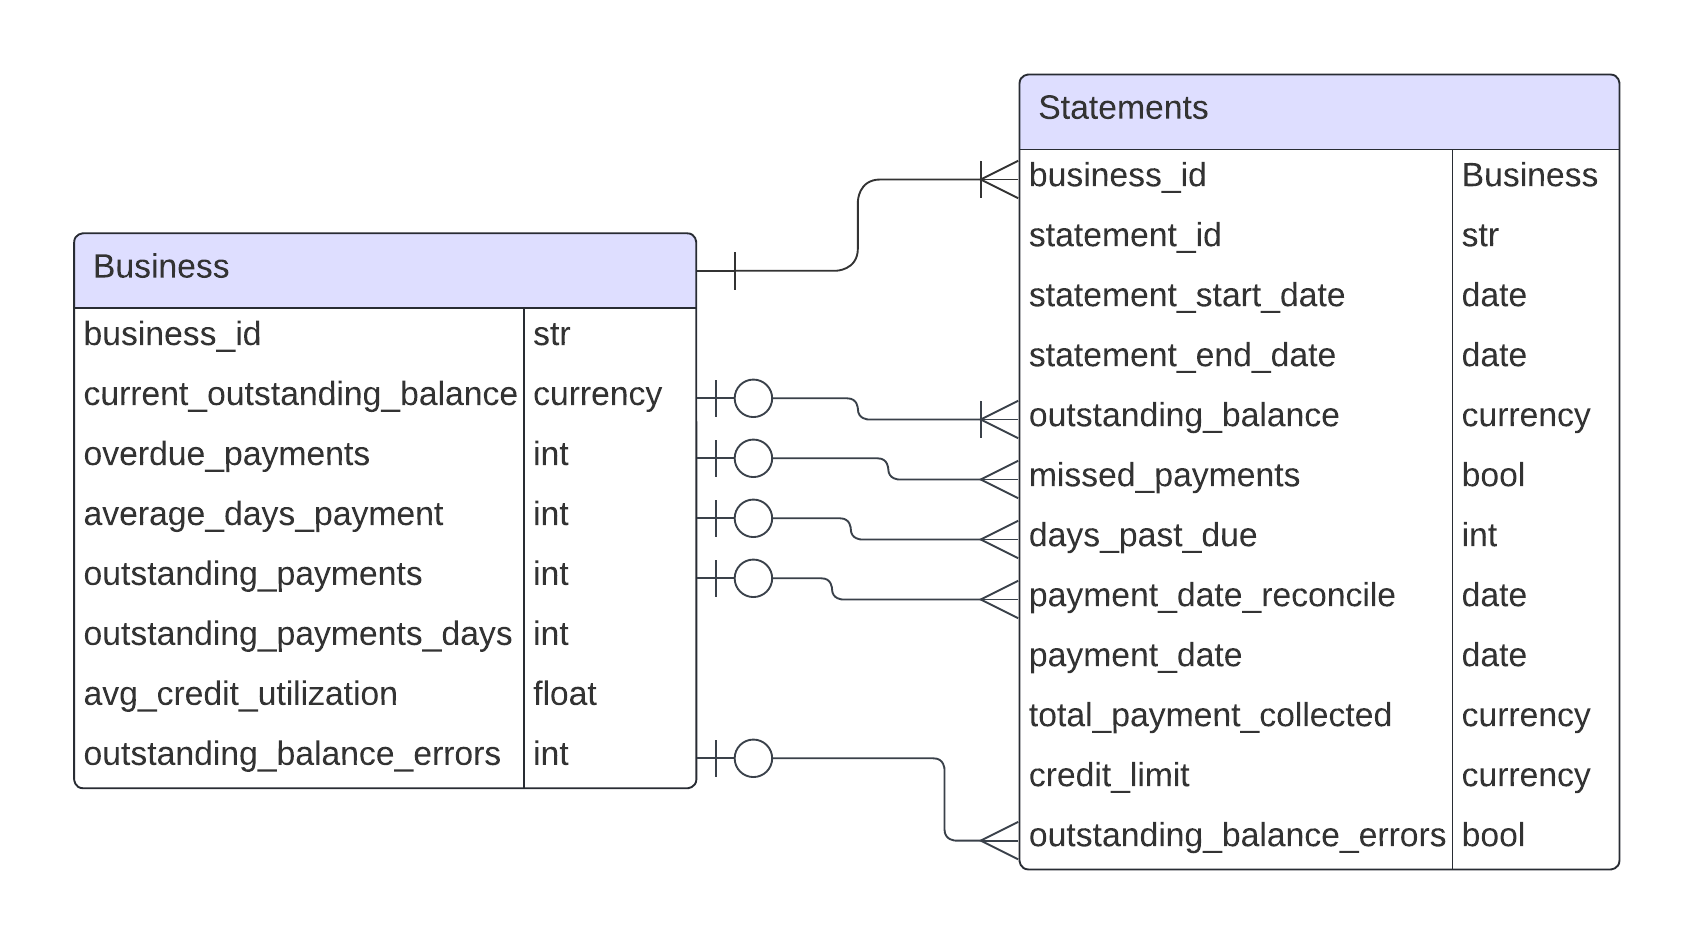 Business
business_id str
current_outstanding_balance currency
overdue_payments int
average_days_payment int
outstanding_payments int
outstanding_payments_days int
avg_credit_utilization float
outstanding_balance_errors int
Statements
business_id Business
statement_id str
statement_start_date date
statement_end_date date
outstanding_balance currency
missed_payments bool
days_past_due int
payment_date_reconcile date
payment_date date
total_payment_collected currency
credit_limit currency
outstanding_balance_errors bool